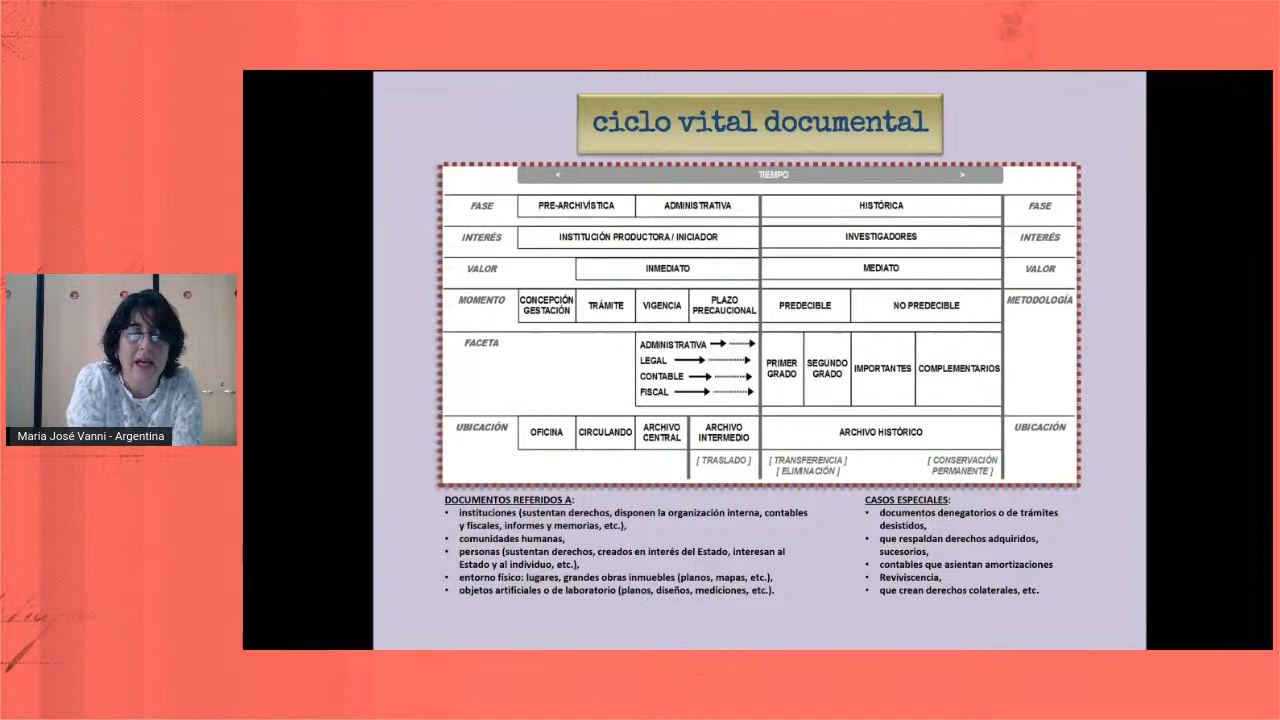 ciclo vital documental
< TIEMPO >
FASE PRE-ARCHIVÍSTICA ADMINISTRATIVA HISTÓRICA FASE
INTERÉS INSTITUCIÓN PRODUCTORA / INICIADOR INVESTIGADORES INTERÉS
VALOR INMEDIATO MEDIATO VALOR
MOMENTO CONCEPCIÓN GESTACIÓN TRÁMITE VIGENCIA PLAZO PRECAUCIONAL PREDECIBLE NO PREDECIBLE METODOLOGÍA
FACETA
ADMINISTRATIVA
LEGAL
CONTABLE
FISCAL
PRIMER GRADO SEGUNDO GRADO IMPORTANTES COMPLEMENTARIOS
UBICACIÓN OFICINA CIRCULANDO ARCHIVO CENTRAL ARCHIVO INTERMEDIO ARCHIVO HISTÓRICO UBICACIÓN
[ TRASLADO ] [ TRANSFERENCIA ] [ CONSERVACIÓN
[ ELIMINACIÓN ] PERMANENTE ]
DOCUMENTOS REFERIDOS A:
• instituciones (sustentan derechos, disponen la organización interna, contables
y fiscales, informes y memorias, etc.),
• comunidades humanas,
• personas (sustentan derechos, creados en interés del Estado, interesan al
Estado y al individuo, etc.),
• entorno físico: lugares, grandes obras inmuebles (planos, mapas, etc.),
• objetos artificiales o de laboratorio (planos, diseños, mediciones, etc.).
CASOS ESPECIALES:
• documentos denegatorios o de trámites
desistidos,
• que respaldan derechos adquiridos,
sucesorios,
• contables que asientan amortizaciones
• Reviviscencia,
• que crean derechos colaterales, etc.
Maria José Vanni - Argentina